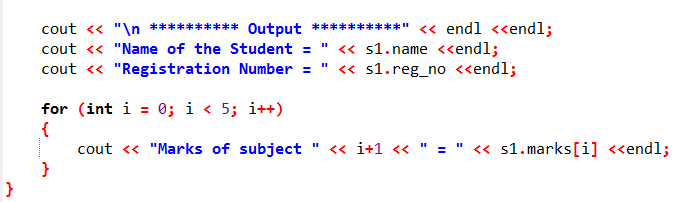 cout << "\n ********** Output **********" << endl <<endl;
cout << "Name of the Student = " << s1.name <<endl;
cout << "Registration Number = " << s1.reg_no <<endl;
for (int i = 0; i < 5; i++)
{
cout << "Marks of subject " << i+1 << " = " << s1.marks[i] <<endl;
}
}